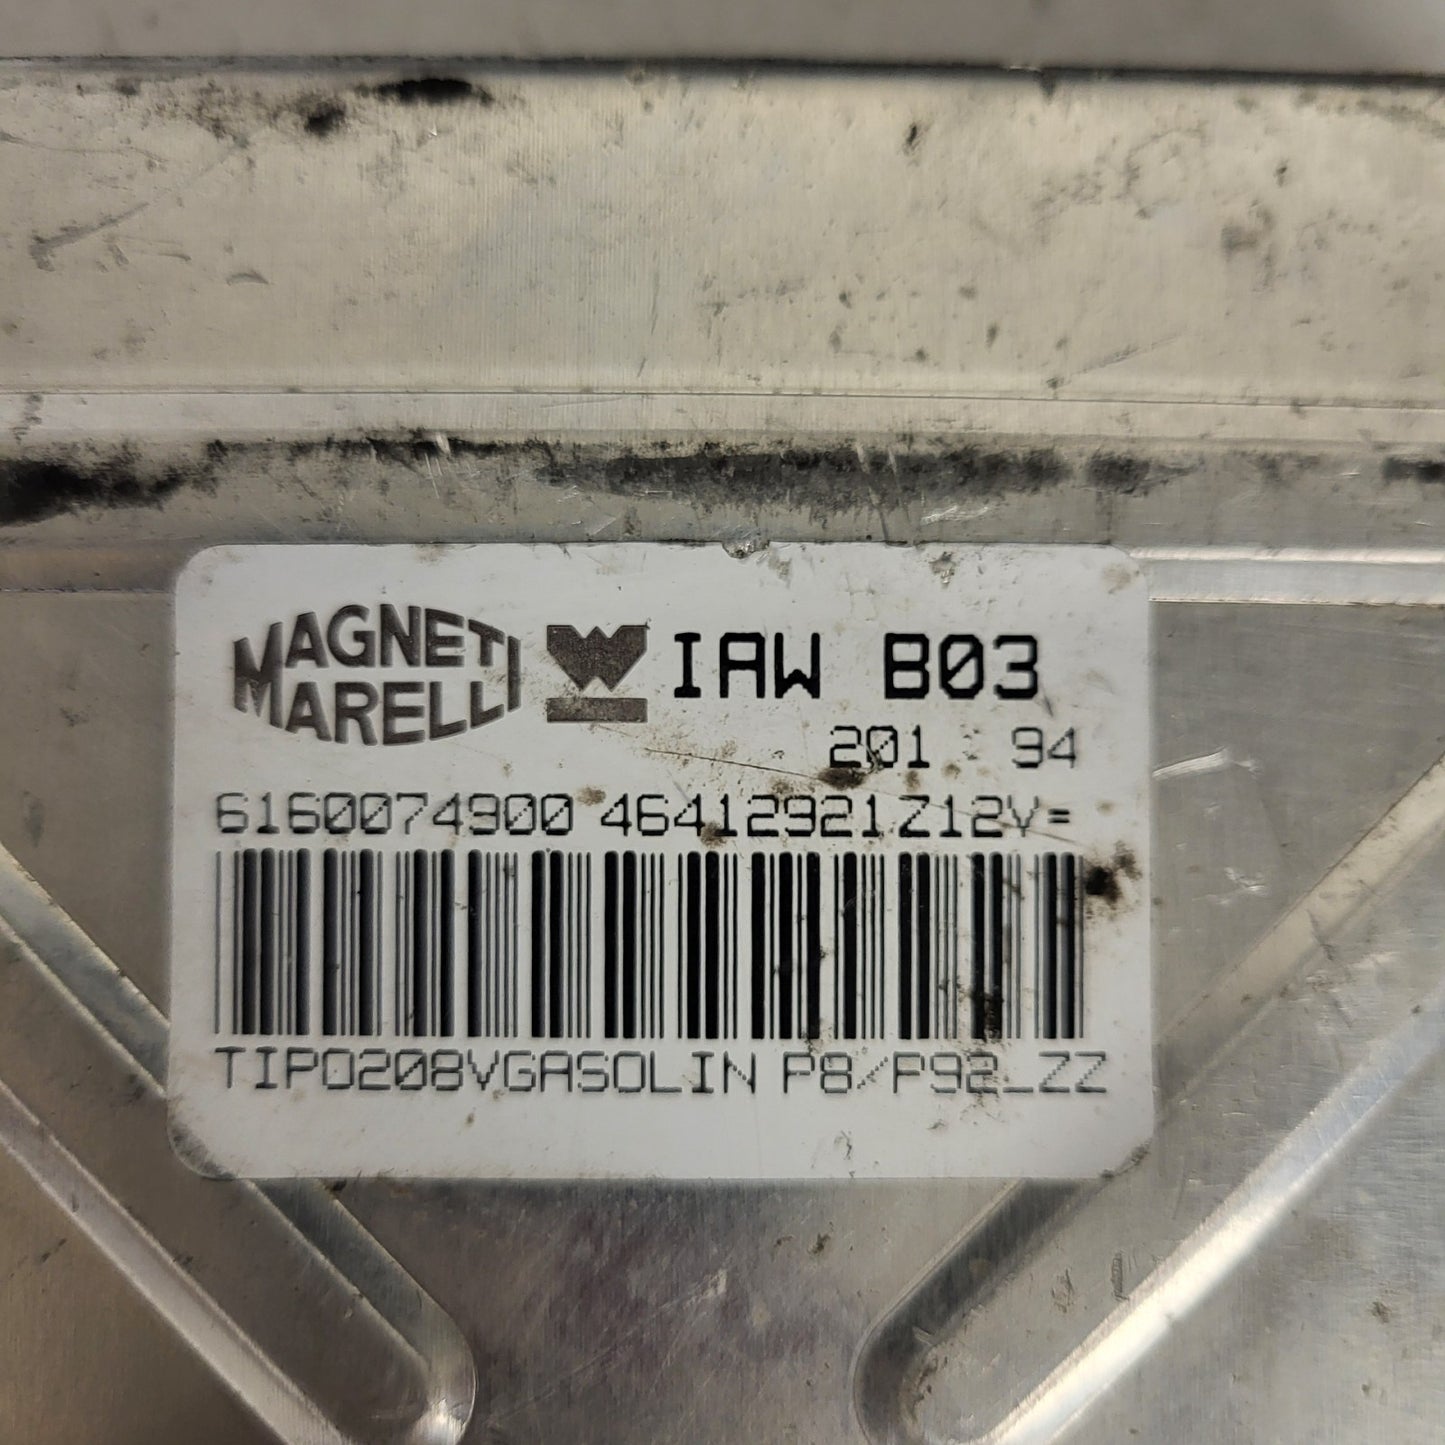 MAGNETI MARELLI W IAW B03
201 94
6160074900 46412921Z12V=
TIPO208VGASOLIN P8/P92_ZZ